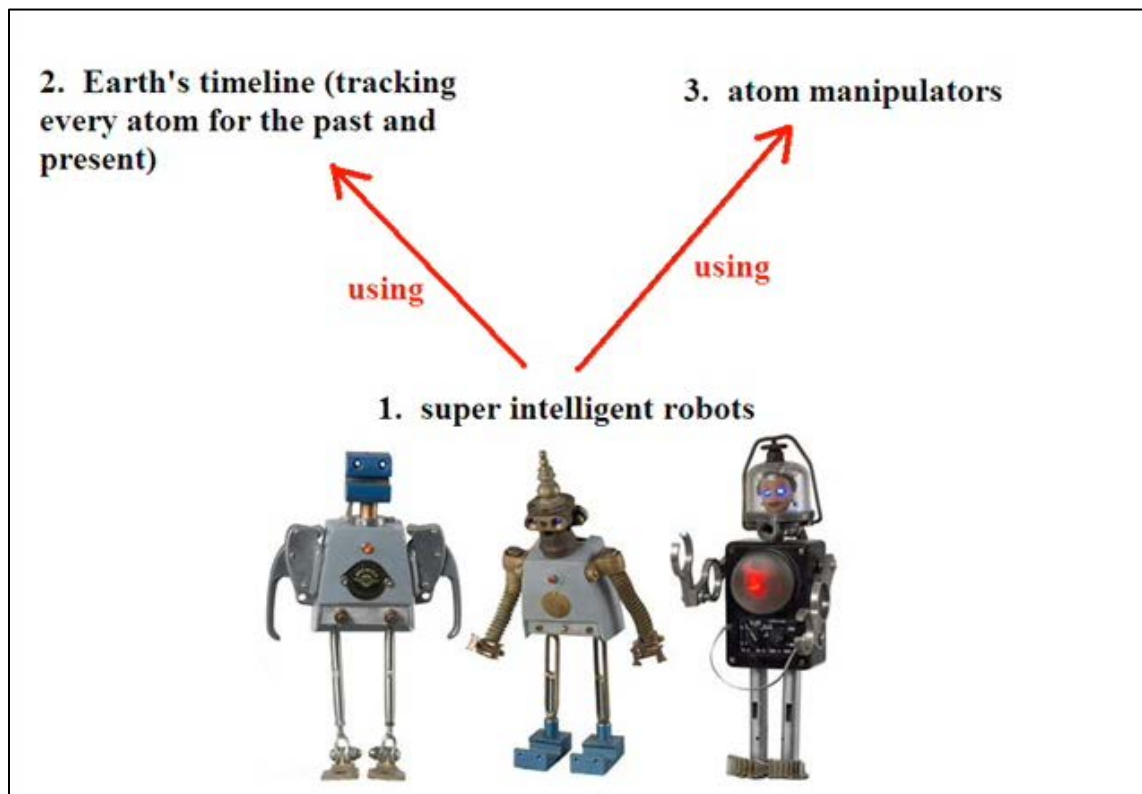 2.  Earth's timeline (tracking
every atom for the past and
present)
3.  atom manipulators
using
using
1.  super intelligent robots